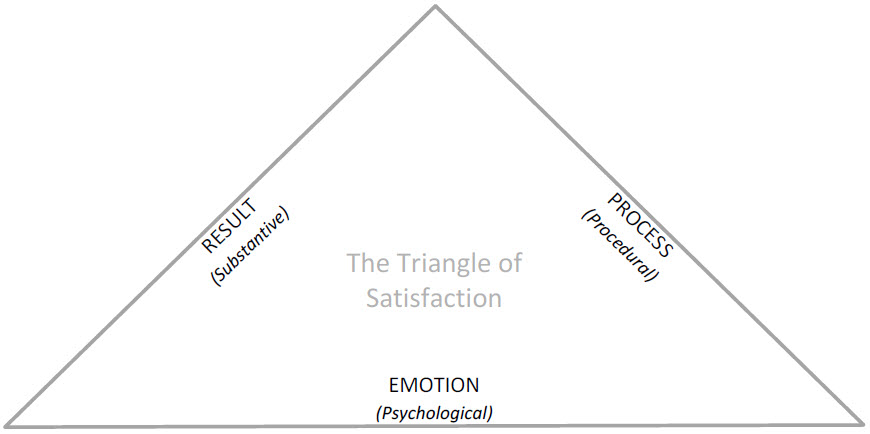 RESULT
(Substantive)
PROCESS
(Procedural)
The Triangle of
Satisfaction
EMOTION
(Psychological)